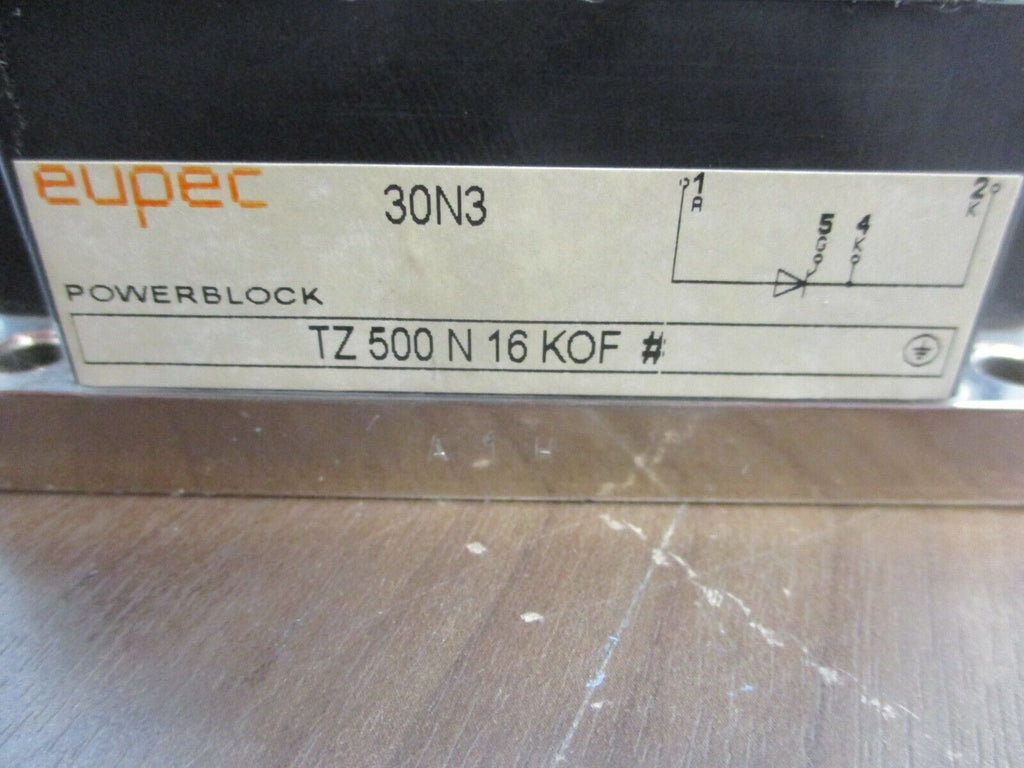 eupec
30N3
1
A
2
K
5
G
4
K
POWERBLOCK
TZ 500 N 16 KOF #
A S H